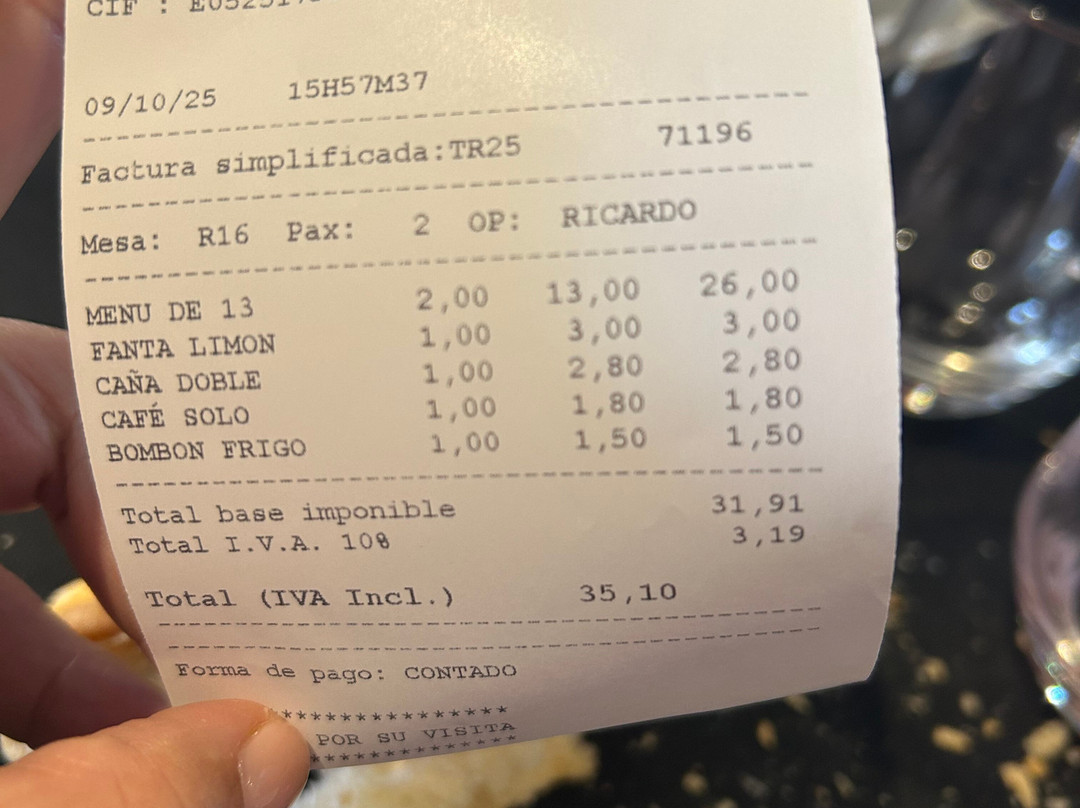 CIF :
09/10/25 15H57M37
Factura simplificada:TR25 71196
Mesa: R16 Pax: 2 OP: RICARDO
MENU DE 13 2,00 13,00 26,00
FANTA LIMON 1,00 3,00 3,00
CAÑA DOBLE 1,00 2,80 2,80
CAFÉ SOLO 1,00 1,80 1,80
BOMBON FRIGO 1,00 1,50 1,50
Total base imponible 31,91
Total I.V.A. 10% 3,19
Total (IVA Incl.) 35,10
Forma de pago: CONTADO
***************
POR SU VISITA
**************